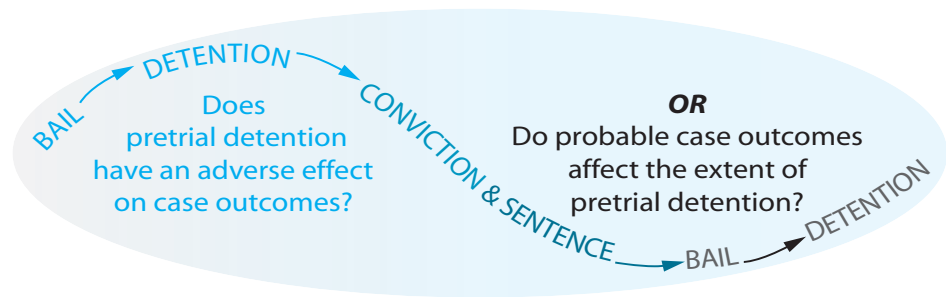 BAIL
DETENTION
CONVICTION & SENTENCE
BAIL
DETENTION
Does
pretrial detention
have an adverse effect
on case outcomes?
OR
Do probable case outcomes
affect the extent of
pretrial detention?